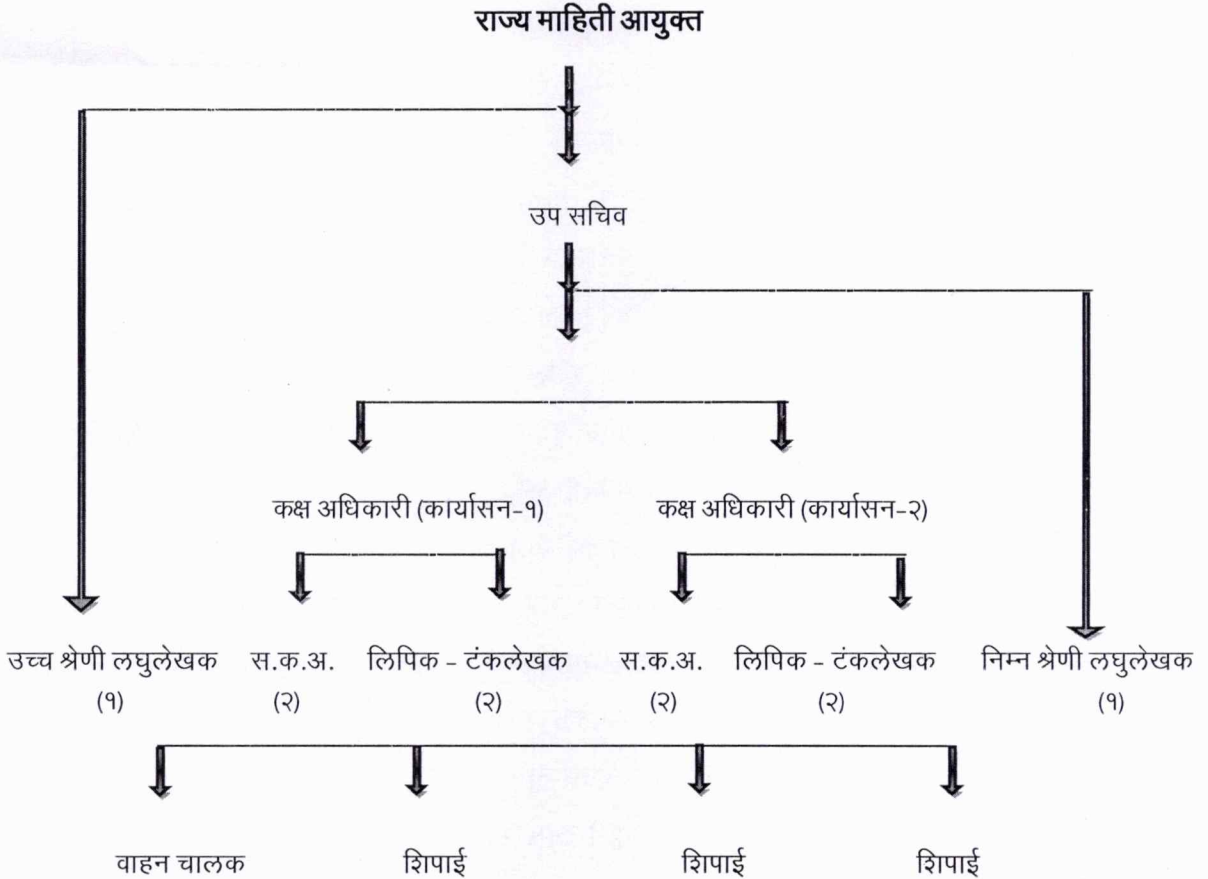 राज्य माहिती आयुक्त
उप सचिव
कक्ष अधिकारी (कार्यासन-१) कक्ष अधिकारी (कार्यासन-२)
उच्च श्रेणी लघुलेखक स.क.अ. लिपिक - टंकलेखक स.क.अ. लिपिक - टंकलेखक निम्न श्रेणी लघुलेखक
(१) (२) (२) (२) (२) (१)
वाहन चालक शिपाई शिपाई शिपाई